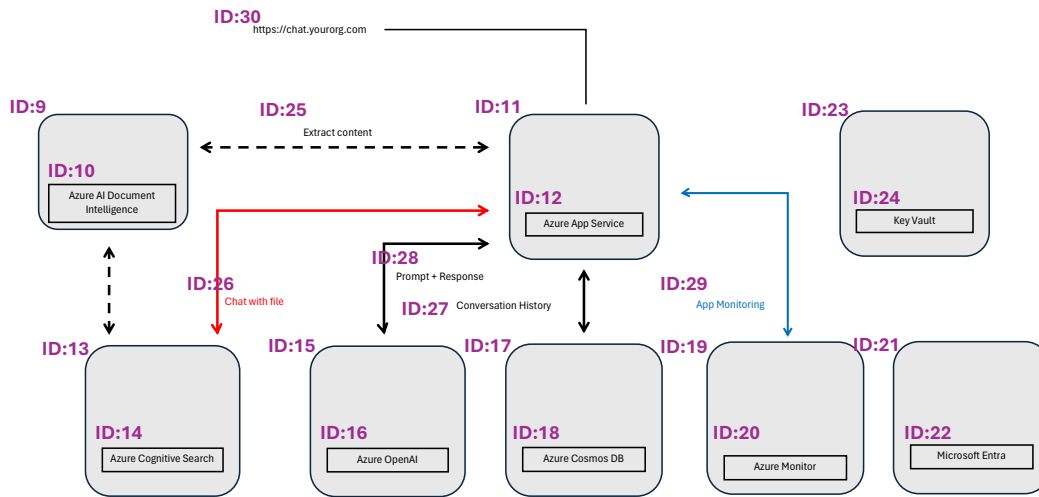 ID:30
https://chat.yourorg.com
ID:9
ID:25
ID:11
ID:23
Extract content
ID:10
Azure AI Document
Intelligence
ID:12
Azure App Service
ID:24
Key Vault
ID:28
Prompt + Response
ID:26
Chat with file
ID:27
Conversation History
ID:29
App Monitoring
ID:13
ID:15
ID:17
ID:19
ID:21
ID:14
Azure Cognitive Search
ID:16
Azure OpenAI
ID:18
Azure Cosmos DB
ID:20
Azure Monitor
ID:22
Microsoft Entra